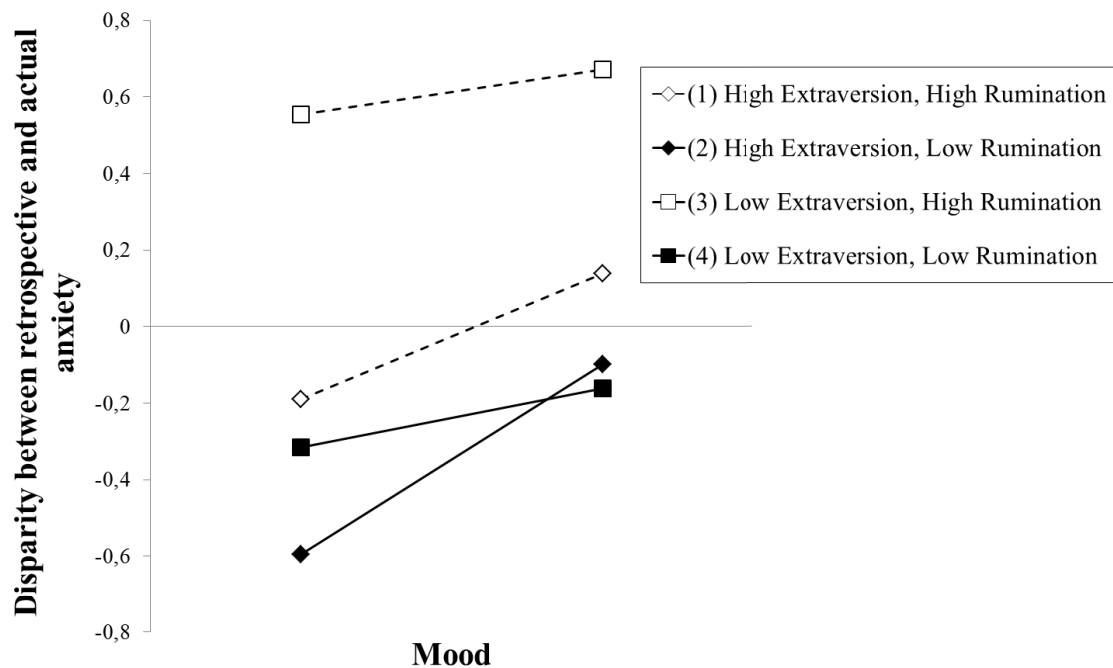 Disparity between retrospective and actual
anxiety
0,8
0,6
0,4
0,2
0
-0,2
-0,4
-0,6
-0,8
Mood
(1) High Extraversion, High Rumination
(2) High Extraversion, Low Rumination
(3) Low Extraversion, High Rumination
(4) Low Extraversion, Low Rumination